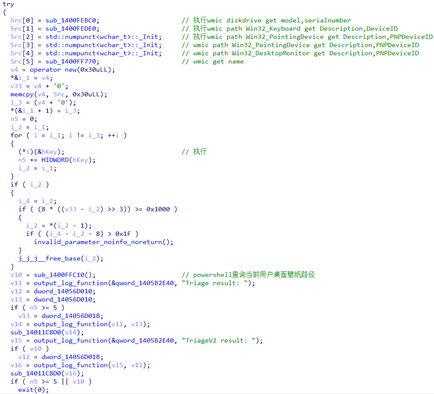 try
{
Src[0] = sub_1400FEBC0; // 执行wmic diskdrive get model,serialnumber
Src[1] = sub_1400FEDE0; // 执行wmic path Win32_Keyboard get Description,DeviceID
Src[2] = std::numpunct<wchar_t>::_Init; // 执行wmic path Win32_PointingDevice get Description,PNPDeviceID
Src[3] = std::numpunct<wchar_t>::_Init; // 执行wmic path Win32_PointingDevice get Description,PNPDeviceID
Src[4] = std::numpunct<wchar_t>::_Init; // 执行wmic path Win32_DesktopMonitor get Description,PNPDeviceID
Src[5] = sub_1400FF770; // wmic get name
v4 = operator new(0x30uLL);
*&i_1 = v4;
v33 = v4 + '0';
memcpy(v4, Src, 0x30uLL);
i_3 = (v4 + '0');
*(&i_1 + 1) = i_3;
n5 = 0;
i_2 = i_1;
for ( i = i_1; i != i_3; ++i )
{
(*i)(&hKey); // 执行
n5 += HIDWORD(hKey);
i_2 = i_1;
}
if ( i_2 )
{
i_4 = i_2;
if ( (8 * ((v33 - i_2) >> 3)) >= 0x1000 )
{
i_2 = *(i_2 - 1);
if ( (i_4 - i_2 - 8) > 0x1F )
invalid_parameter_noinfo_noreturn();
}
j_j_j__free_base(i_2);
}
v10 = sub_1400FFC10(); // powershell查询当前用户桌面壁纸路径
v11 = output_log_function(&qword_1405B2E40, "Triage result: ");
v12 = dword_14056D010;
v13 = dword_14056D010;
if ( n5 >= 5 )
v13 = dword_14056D018;
v14 = output_log_function(v11, v13);
sub_14011C8D0(v14);
v15 = output_log_function(&qword_1405B2E40, "TriageV2 result: ");
if ( v10 )
v12 = dword_14056D018;
v16 = output_log_function(v15, v12);
sub_14011C8D0(v16);
if ( n5 >= 5 || v10 )
exit(0);